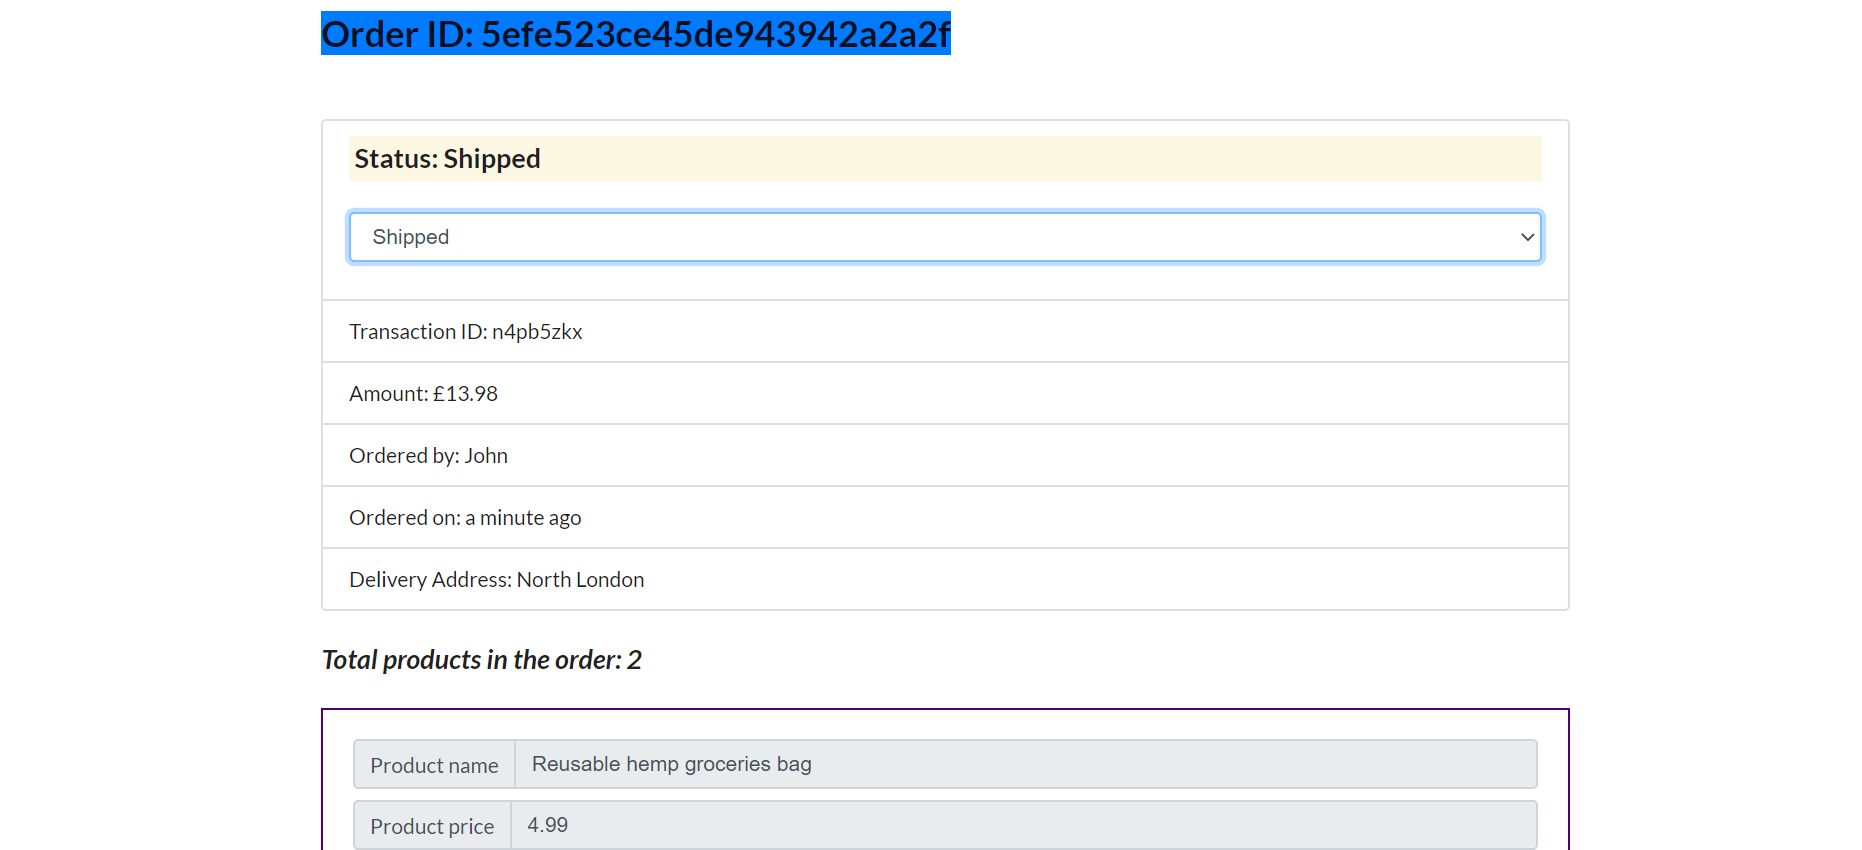 Order ID: 5efe523ce45de943942a2a2f
Status: Shipped
Shipped
Transaction ID: n4pb5zkx
Amount: £13.98
Ordered by: John
Ordered on: a minute ago
Delivery Address: North London
Total products in the order: 2
Product name Reusable hemp groceries bag
Product price 4.99